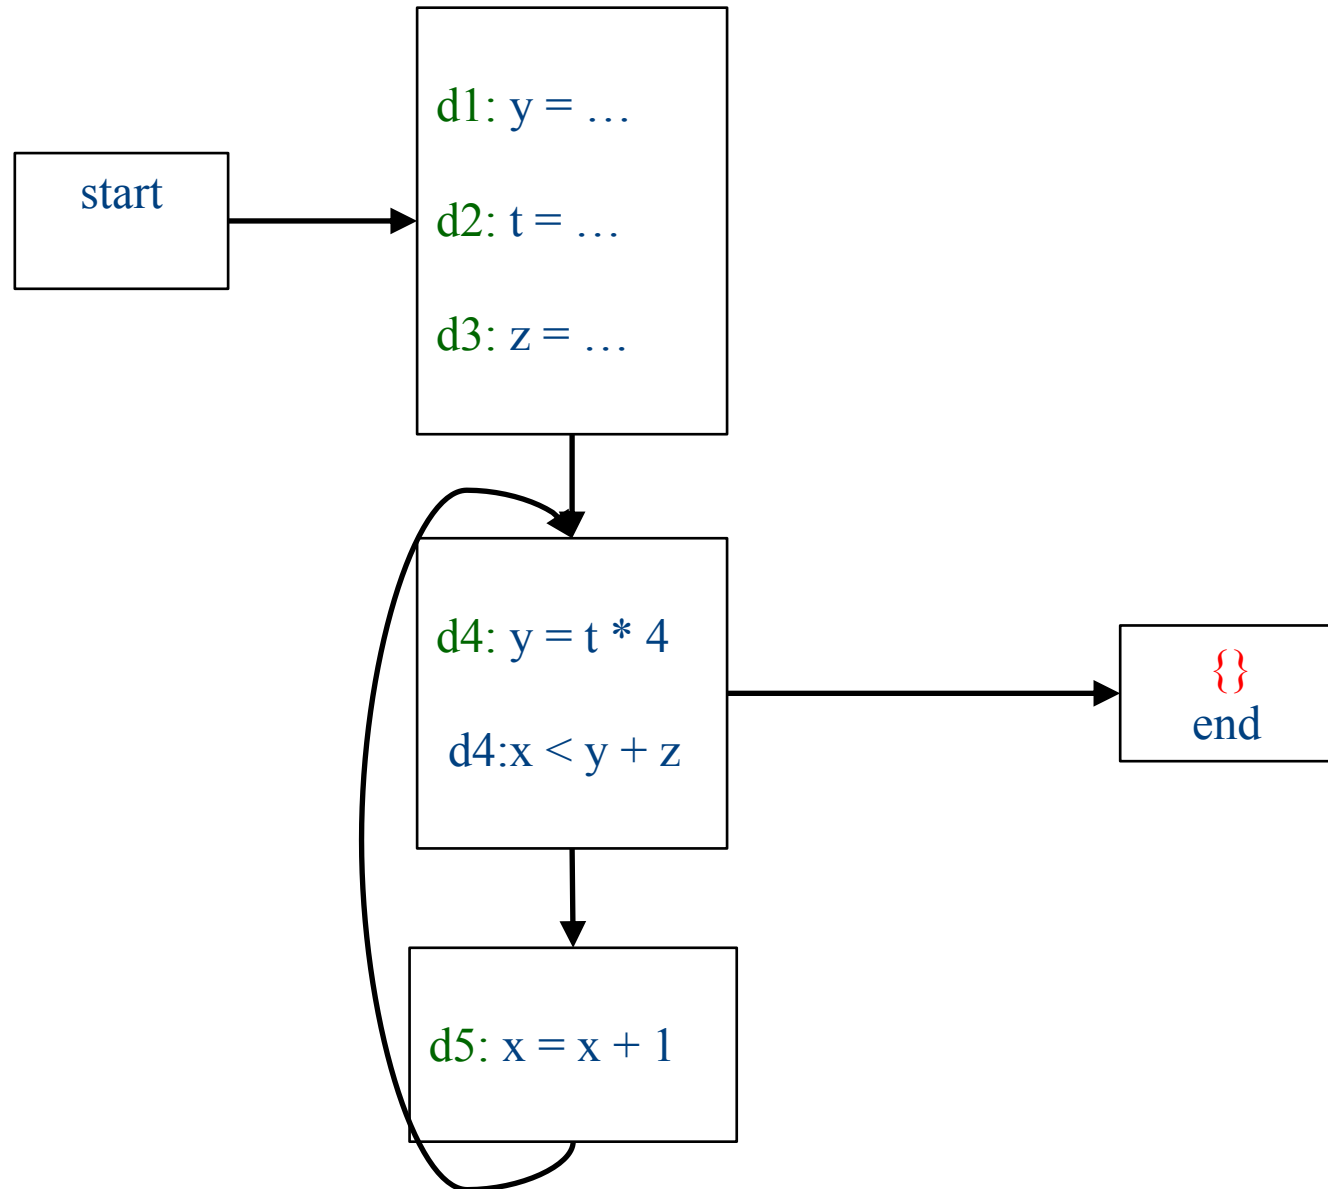 start
d1: y = …
d2: t = …
d3: z = …
d4: y = t * 4
d4:x < y + z
{}
end
d5: x = x + 1